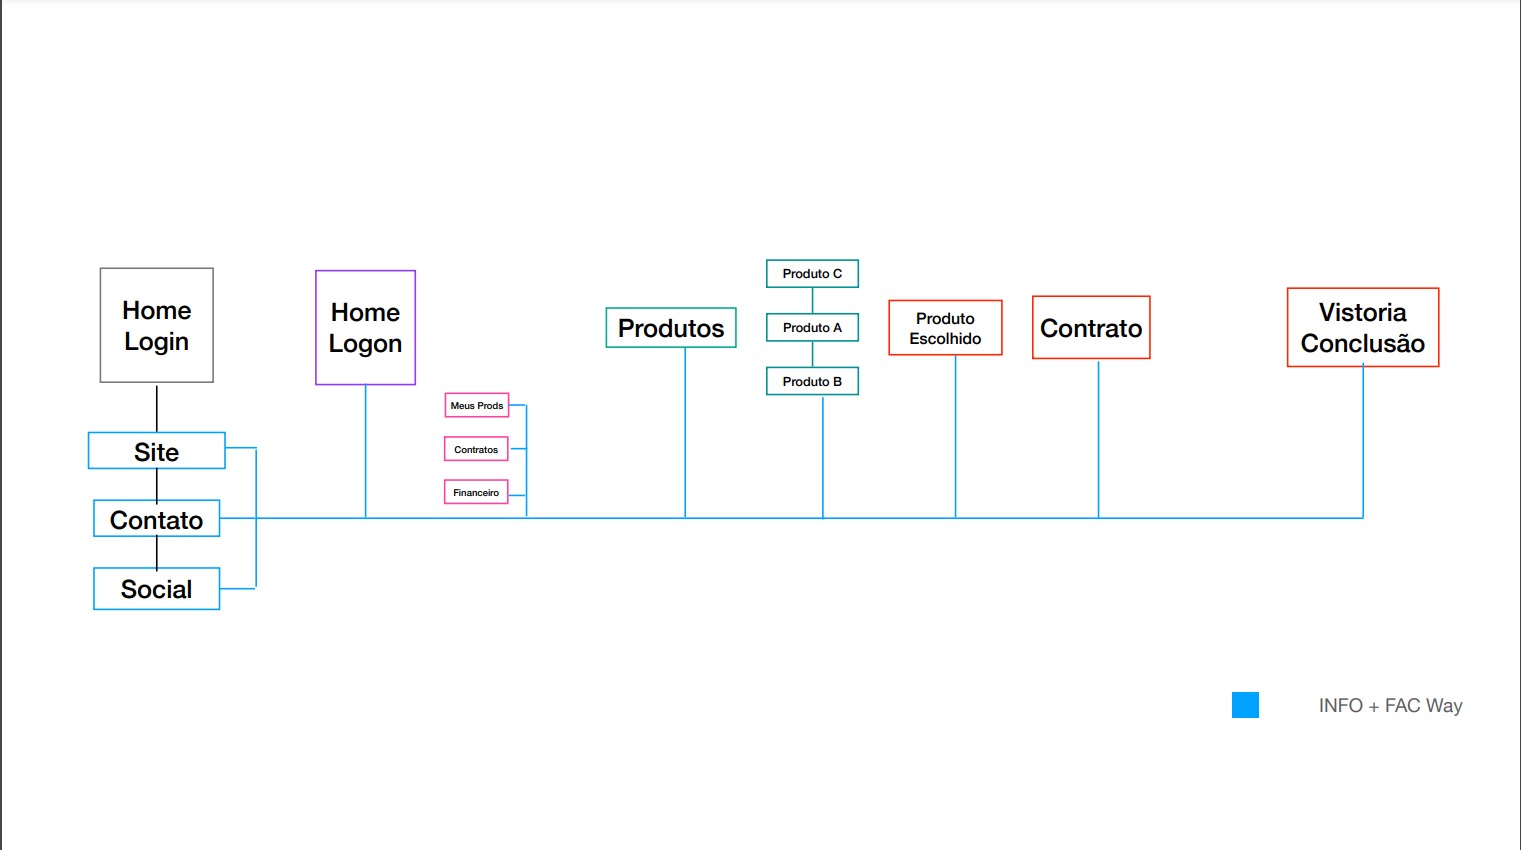 Home
Login
Site
Contato
Social
Home
Logon
Meus Prods
Contratos
Financeiro
Produtos
Produto C
Produto A
Produto B
Produto
Escolhido
Contrato
Vistoria
Conclusão
INFO + FAC Way